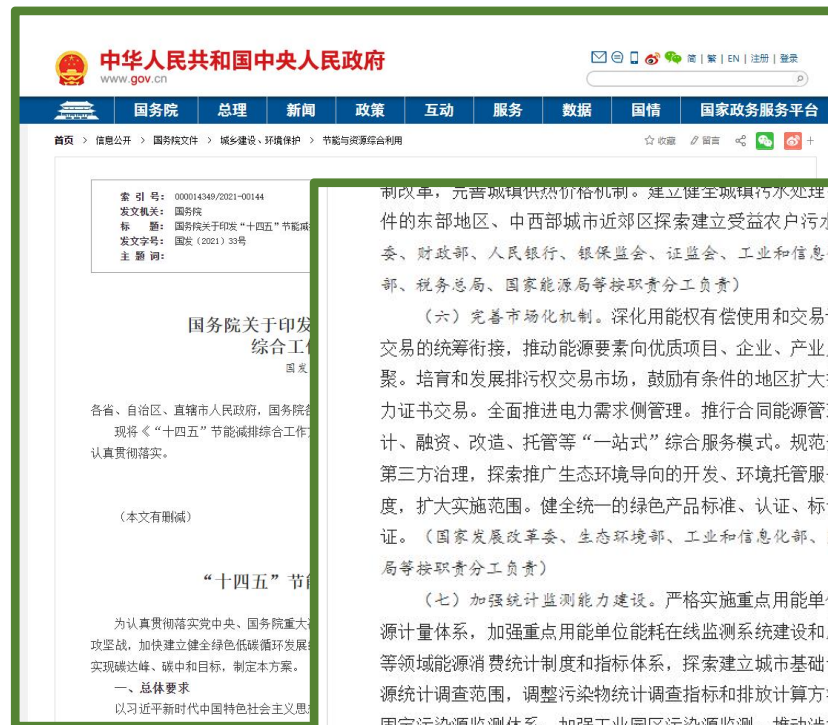 中华人民共和国中央人民政府
www.gov.cn
简 | 繁 | EN | 注册 | 登录
国务院 总理 新闻 政策 互动 服务 数据 国情 国家政务服务平台
首页 > 信息公开 > 国务院文件 > 城乡建设、环境保护 > 节能与资源综合利用
收藏 留言
索 引 号： 000014349/2021-00144
发文机关： 国务院
标 题： 国务院关于印发“十四五”节能减
发文字号： 国发〔2021〕33号
主 题 词：
国务院关于印发
综合工作
国发
各省、自治区、直辖市人民政府，国务院各
现将《“十四五”节能减排综合工作方
认真贯彻落实。
（本文有删减）
“十四五”节能
为认真贯彻落实党中央、国务院重大
攻坚战，加快建立健全绿色低碳循环发展
实现碳达峰、碳中和目标，制定本方案。
一、总体要求
以习近平新时代中国特色社会主义思
制改革，完善城镇供热价格机制。建立健全城镇污水处理
件的东部地区、中西部城市近郊区探索建立受益农户污水
委、财政部、人民银行、银保监会、证监会、工业和信息
部、税务总局、国家能源局等按职责分工负责）
（六）完善市场化机制。深化用能权有偿使用和交易
交易的统筹衔接，推动能源要素向优质项目、企业、产业
聚。培育和发展排污权交易市场，鼓励有条件的地区扩大
力证书交易。全面推进电力需求侧管理。推行合同能源管
计、融资、改造、托管等“一站式”综合服务模式。规范
第三方治理，探索推广生态环境导向的开发、环境托管服
度，扩大实施范围。健全统一的绿色产品标准、认证、标
证。（国家发展改革委、生态环境部、工业和信息化部、
局等按职责分工负责）
（七）加强统计监测能力建设。严格实施重点用能单
源计量体系，加强重点用能单位能耗在线监测系统建设和
等领域能源消费统计制度和指标体系，探索建立城市基础
源统计调查范围，调整污染物统计调查指标和排放计算方
固定污染源监测体系，加强工业园区污染源监测，推动